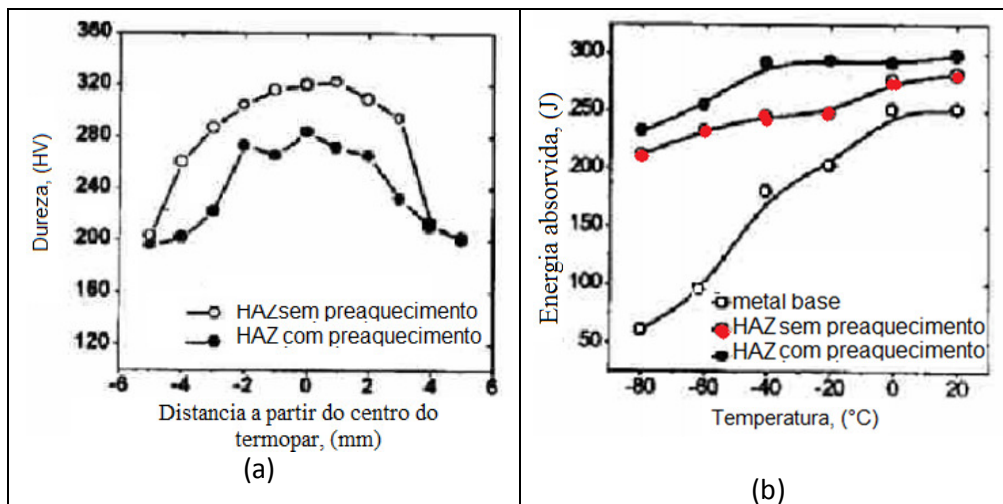 360
320
280
240
200
160
120
Dureza, (HV)
HAZ sem preaquecimento
HAZ com preaquecimento
-6 -4 -2 0 2 4 6
Distancia a partir do centro do
termopar, (mm)
(a)
300
250
200
150
100
50
Energia absorvida, (J)
metal base
HAZ sem preaquecimento
HAZ com preaquecimento
-80 -60 -40 -20 0 20
Temperatura, (°C)
(b)